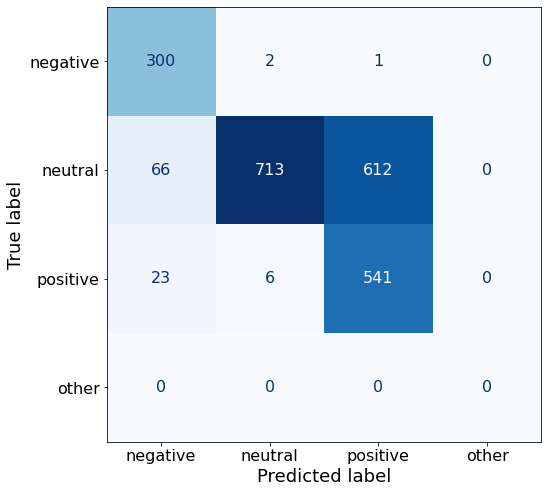 negative 300 2 1 0
neutral 66 713 612 0
positive 23 6 541 0
other 0 0 0 0
negative neutral positive other
Predicted label
True label